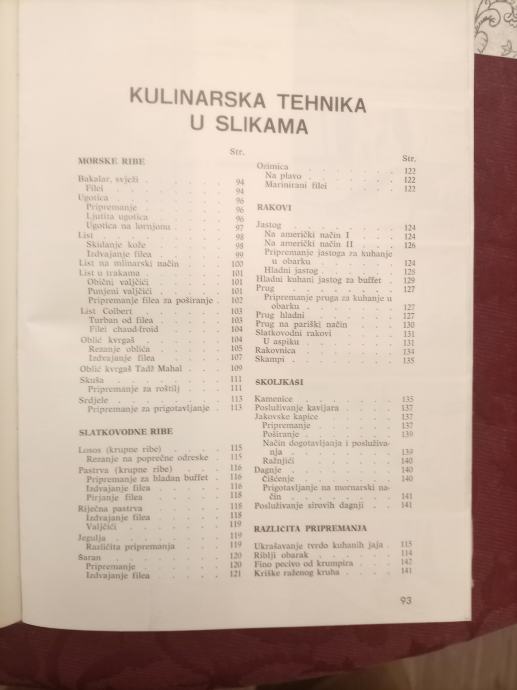 KULINARSKA TEHNIKA
U SLIKAMA
Str.
MORSKE RIBE
Bakalar, svježi . . . . . . 94
Filei . . . . . . . 94
Ugotica . . . . . . . 96
Pripremanje . . . . . . 96
Ljutita ugotica . . . . . 96
Ugotica na lornjonu . . . . 97
List . . . . . . . . 98
Skidanje kože . . . . . 98
Izdvajanje filea . . . . . 98
List na mlinarski način . . . . 100
List u trakama . . . . . . 101
Obični valjčići . . . . . 101
Punjeni valjčići . . . . . 101
Pripremanje filea za poširanje . 102
List Colbert . . . . . . 103
Turban od filea . . . . . 103
Filei chaud-froid . . . . . 104
Oblić kvrgaš . . . . . . 104
Rezanje oblića . . . . . 105
Izdvajanje filea . . . . . 107
Oblić kvrgaš Tadž Mahal . . . 109
Skuša . . . . . . . 111
Pripremanje za roštilj . . . . 111
Srdjele . . . . . . . 113
Pripremanje za prigotavljanje . 113
SLATKOVODNE RIBE
Losos (krupne ribe) . . . . . 115
Rezanje na poprečne odreske . . 115
Pastrva (krupne ribe) . . . . 116
Pripremanje za hladan buffet . 116
Izdvajanje filea . . . . . 116
Pirjanje filea . . . . . 118
Riječna pastrva . . . . . . 118
Izdvajanje filea . . . . . 118
Valjčići . . . . . . 119
Jegulja . . . . . . . 119
Različita pripremanja . . . 119
Šaran . . . . . . . 120
Pripremanje . . . . . . 120
Izdvajanje filea . . . . . 121
Str.
Ozimica . . . . . . . 122
Na plavo . . . . . . 122
Marinirani filei . . . . . 122
RAKOVI
Jastog . . . . . . . 124
Na američki način I . . . . 124
Na američki način II . . . . 126
Pripremanje jastoga za kuhanje
u obarku . . . . . . 124
Hladni jastog . . . . . 128
Hladni kuhani jastog za buffet . . 129
Prug . . . . . . . . 127
Pripremanje pruga za kuhanje u
obarku . . . . . . . 127
Prug hladni . . . . . . 127
Prug na pariški način . . . . 130
Slatkovodni rakovi . . . . . 131
U aspiku . . . . . . 131
Rakovnica . . . . . . 134
Skampi . . . . . . . 135
ŠKOLJKASI
Kamenice . . . . . . 135
Posluživanje kavijara . . . . 137
Jakovske kapice . . . . . 137
Pripremanje . . . . . . 137
Poširanje . . . . . . 139
Način dogotavljanja i posluživa-
nja . . . . . . . 139
Ražnjići . . . . . . 140
Dagnje . . . . . . . 140
Čišćenje . . . . . . 140
Prigotavljanje na mornarski na-
čin . . . . . . . 141
Posluživanje sirovih dagnji . . . 141
RAZLIČITA PRIPREMANJA
Ukrašavanje tvrdo kuhanih jaja . 115
Riblji obarak . . . . . . 114
Fino pecivo od krumpira . . . 142
Kriške raženog kruha . . . . 141
93